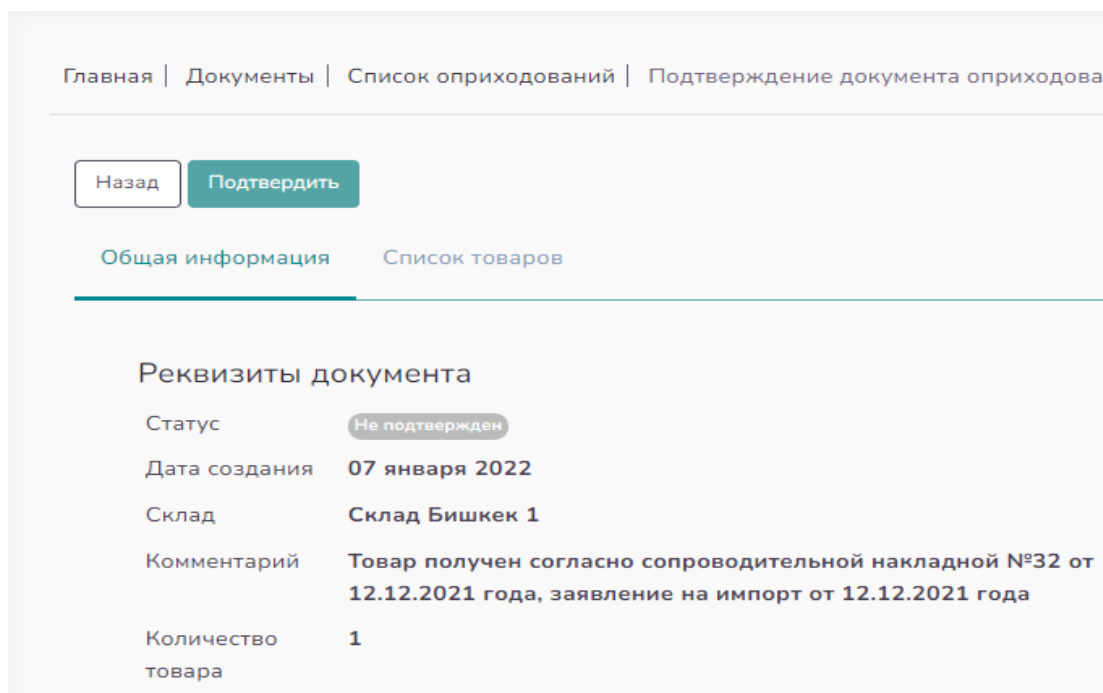 Главная | Документы | Список оприходований | Подтверждение документа оприходова
Назад Подтвердить
Общая информация Список товаров
Реквизиты документа
Статус Не подтвержден
Дата создания 07 января 2022
Склад Склад Бишкек 1
Комментарий Товар получен согласно сопроводительной накладной №32 от
12.12.2021 года, заявление на импорт от 12.12.2021 года
Количество 1
товара